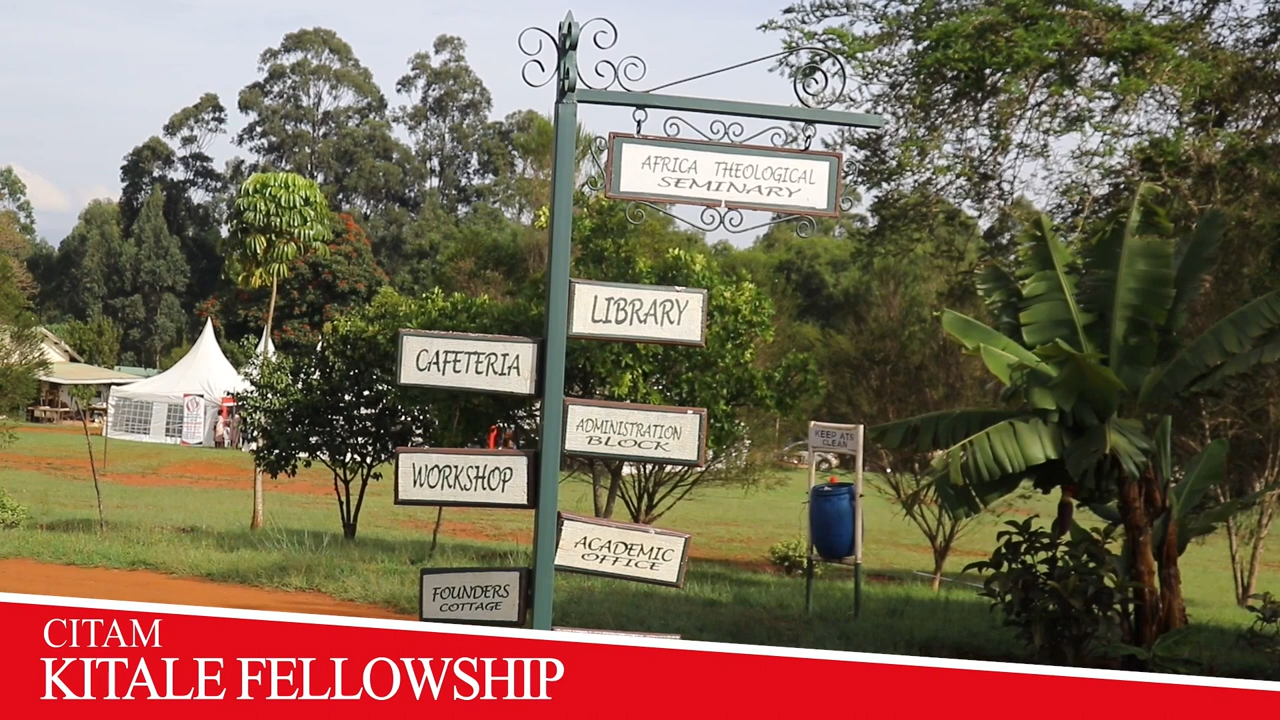 AFRICA THEOLOGICAL
SEMINARY
LIBRARY
CAFETERIA
ADMINISTRATION
BLOCK
WORKSHOP
ACADEMIC
OFFICE
FOUNDERS
COTTAGE
KEEP ATS
CLEAN
CITAM
KITALE FELLOWSHIP